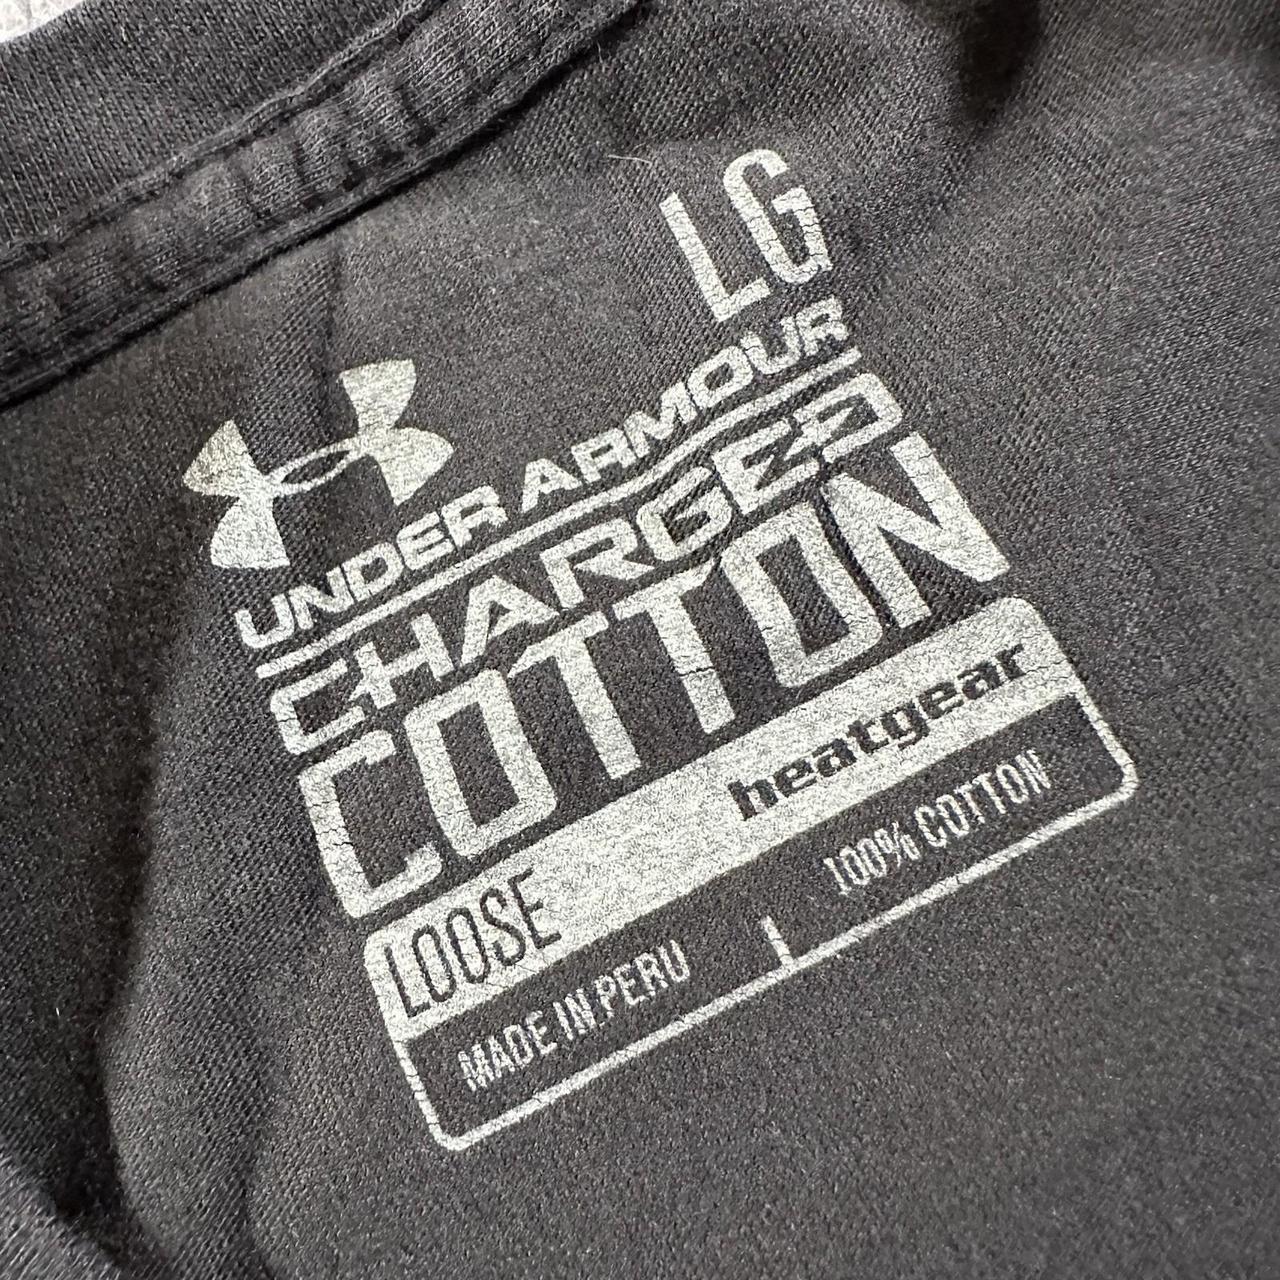 LG
UNDER ARMOUR
CHARGED
COTTON
LOOSE heatgear
MADE IN PERU 100% COTTON